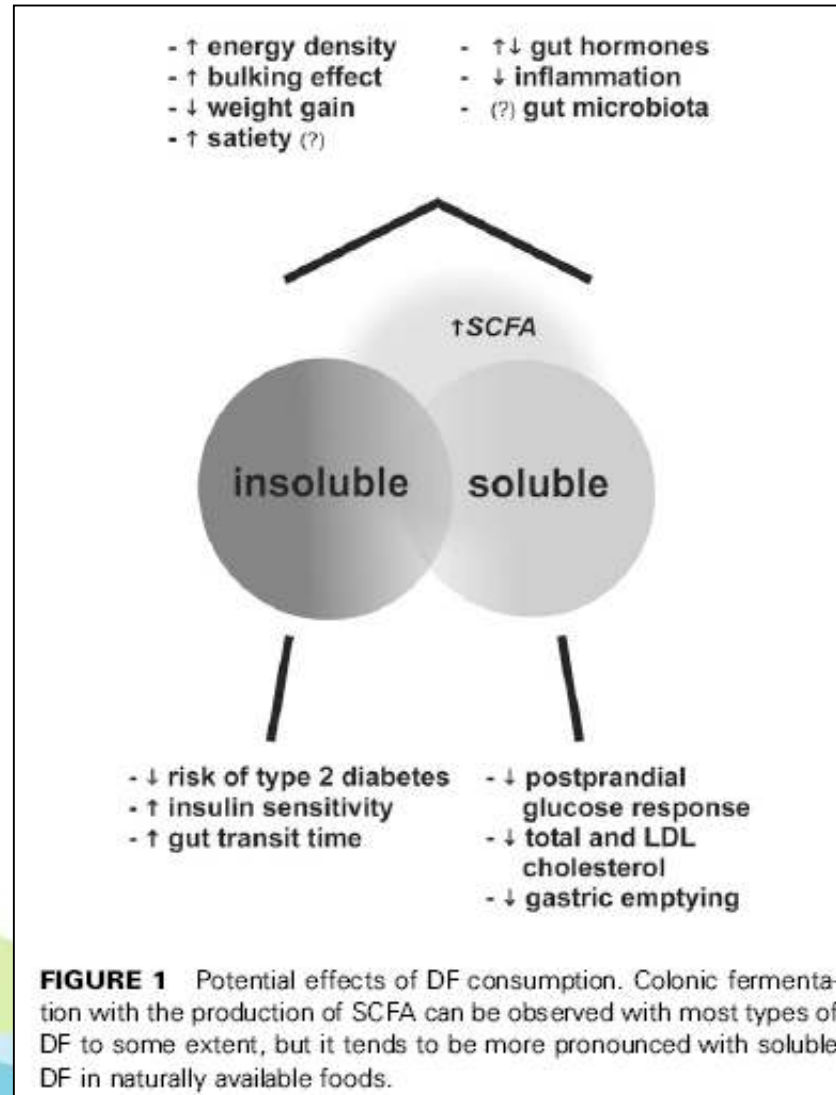 - ↑ energy density
- ↑ bulking effect
- ↓ weight gain
- ↑ satiety (?)
- ↑↓ gut hormones
- ↓ inflammation
- (?) gut microbiota
↑SCFA
insoluble
soluble
- ↓ risk of type 2 diabetes
- ↑ insulin sensitivity
- ↑ gut transit time
- ↓ postprandial
glucose response
- ↓ total and LDL
cholesterol
- ↓ gastric emptying
FIGURE 1 Potential effects of DF consumption. Colonic fermenta-
tion with the production of SCFA can be observed with most types of
DF to some extent, but it tends to be more pronounced with soluble
DF in naturally available foods.